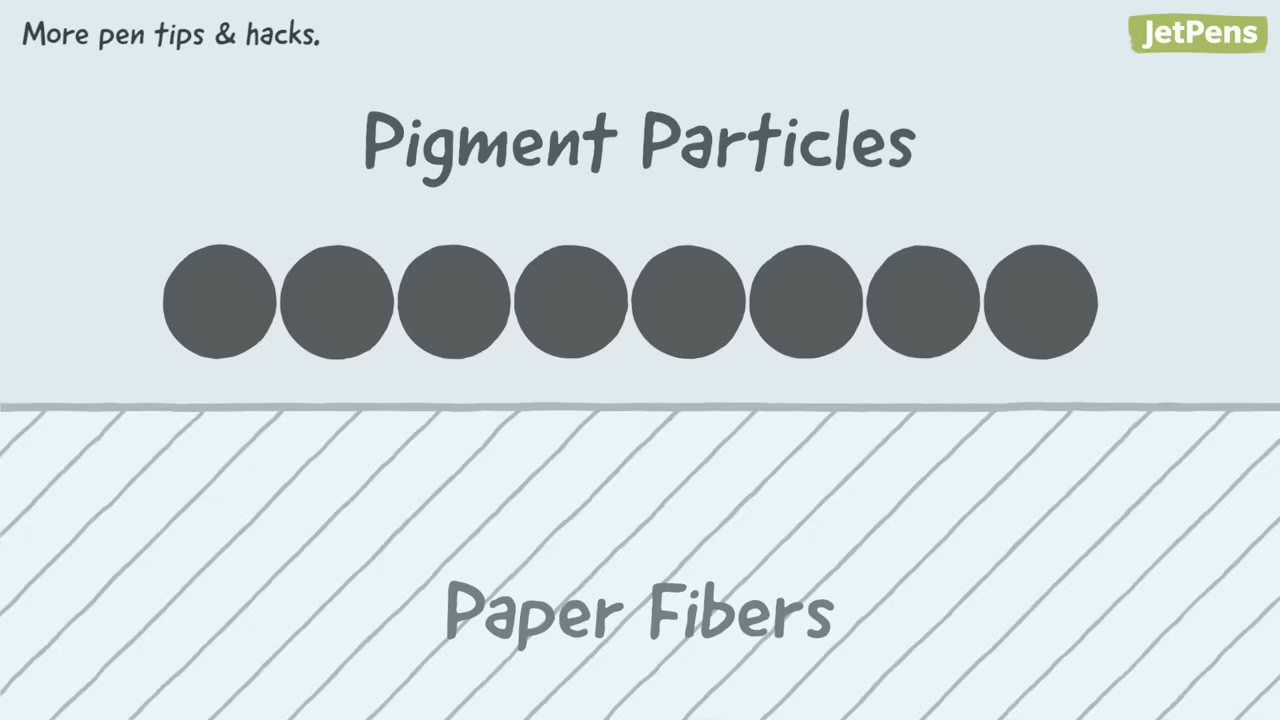 More pen tips & hacks.
JetPens
Pigment Particles
Paper Fibers